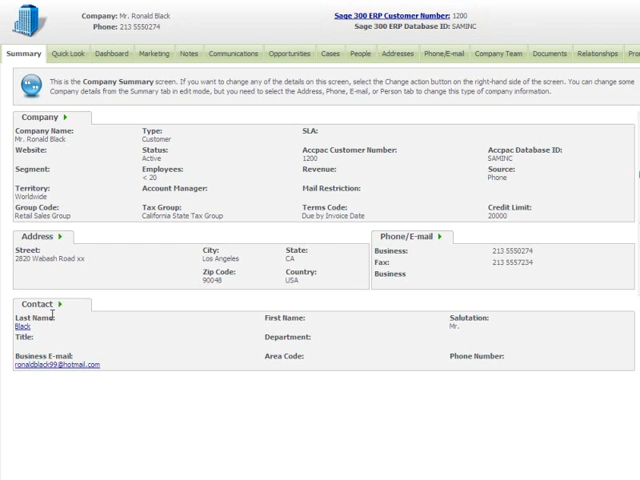 Company: Mr. Ronald Black Sage 300 ERP Customer Number: 1200
Phone: 213 5550274 Sage 300 ERP Database ID: SAMINC
Summary Quick Look Dashboard Marketing Notes Communications Opportunities Cases People Addresses Phone/E-mail Company Team Documents Relationships Pro
This is the Company Summary screen. If you want to change any of the details on this screen, select the Change action button on the right-hand side of the screen. You can change some
Company details from the Summary tab in edit mode, but you need to select the Address, Phone, E-mail, or Person tab to change this type of company information.
Company
Company Name: Type: SLA:
Mr. Ronald Black Customer
Website: Status: Accpac Customer Number: Accpac Database ID:
Active 1200 SAMINC
Segment: Employees: Revenue: Source:
< 20 Phone
Territory: Account Manager: Mail Restriction:
Worldwide
Group Code: Tax Group: Terms Code: Credit Limit:
Retail Sales Group California State Tax Group Due by Invoice Date 20000
Address Phone/E-mail
Street: City: State: Business: 213 5550274
2820 Wabash Road xx Los Angeles CA Fax: 213 5557234
Zip Code: Country: Business
90048 USA
Contact
Last Name: First Name: Salutation:
Black Mr.
Title: Department:
Business E-mail: Area Code: Phone Number:
ronaldblack99@hotmail.com